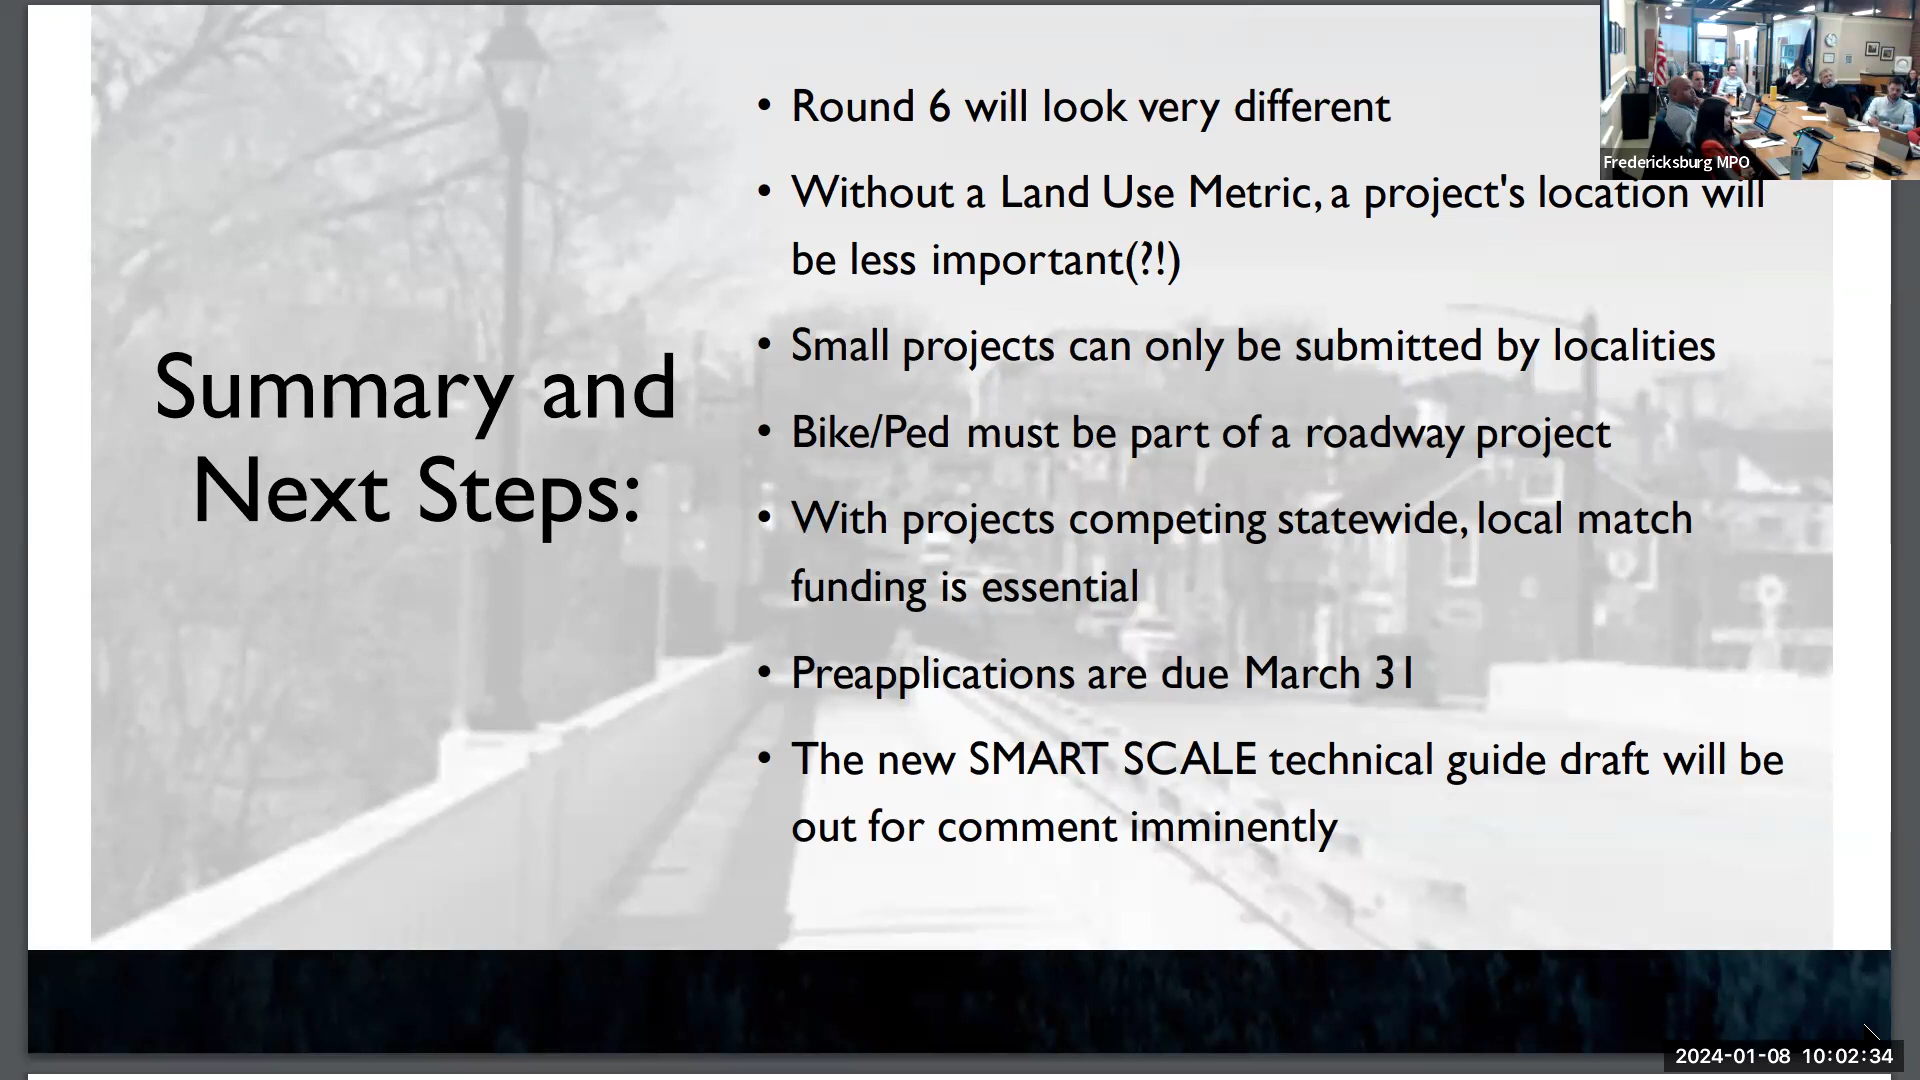 Summary and
Next Steps:
• Round 6 will look very different
• Without a Land Use Metric, a project's location will
be less important(?!)
• Small projects can only be submitted by localities
• Bike/Ped must be part of a roadway project
• With projects competing statewide, local match
funding is essential
• Preapplications are due March 31
• The new SMART SCALE technical guide draft will be
out for comment imminently
Fredericksburg MPO
2024-01-08 10:02:34